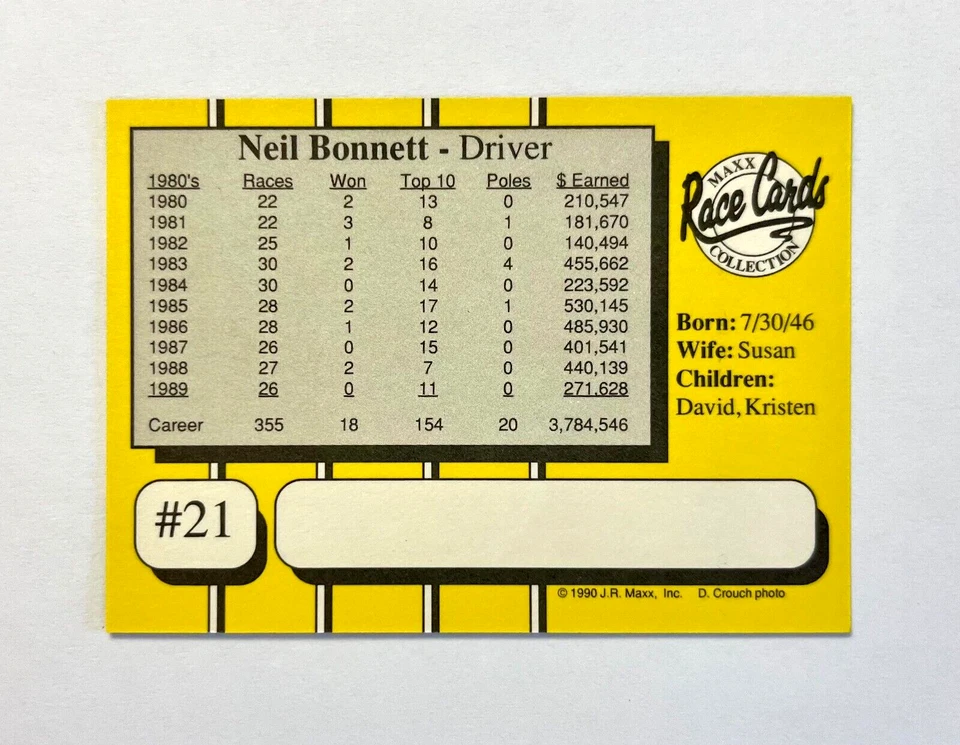 Neil Bonnett - Driver
1980's Races Won Top 10 Poles $ Earned
1980 22 2 13 0 210,547
1981 22 3 8 1 181,670
1982 25 1 10 0 140,494
1983 30 2 16 4 455,662
1984 30 0 14 0 223,592
1985 28 2 17 1 530,145
1986 28 1 12 0 485,930
1987 26 0 15 0 401,541
1988 27 2 7 0 440,139
1989 26 0 11 0 271,628
Career 355 18 154 20 3,784,546
MAXX
Race Cards
COLLECTION
Born: 7/30/46
Wife: Susan
Children:
David, Kristen
#21
© 1990 J.R. Maxx, Inc. D. Crouch photo